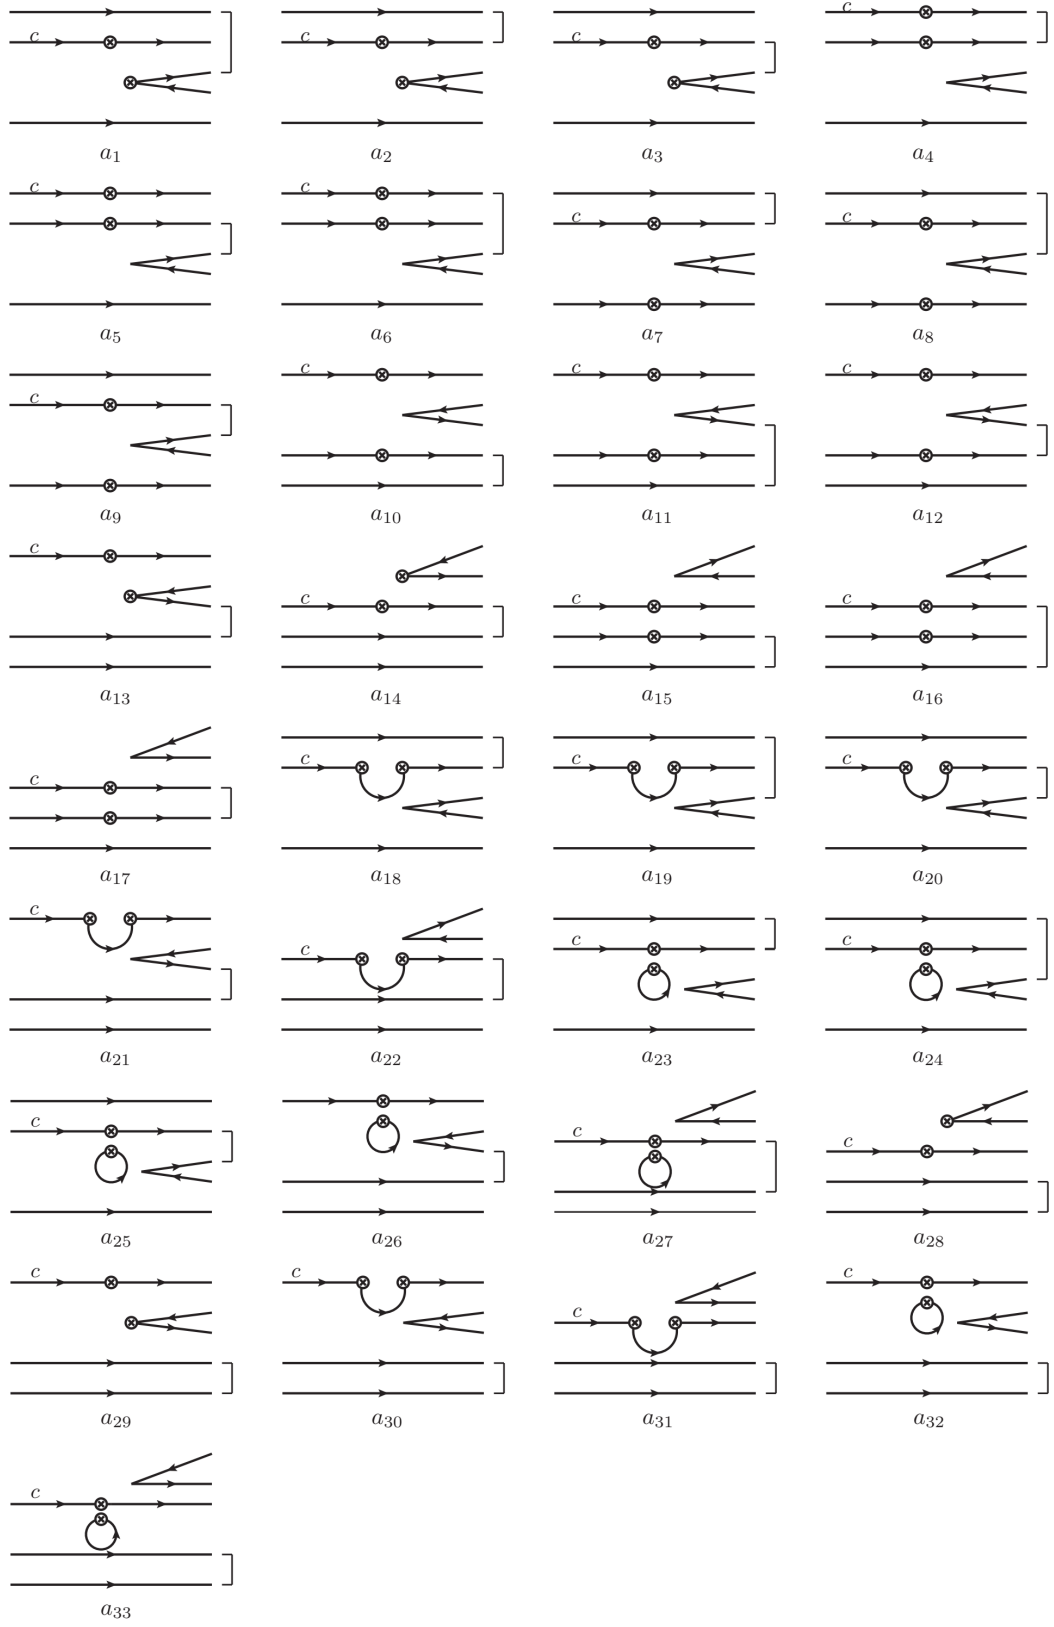 c c c c
a₁ a₂ a₃ a₄
c c c c
a₅ a₆ a₇ a₈
c c c c
a₉ a₁₀ a₁₁ a₁₂
c c c c
a₁₃ a₁₄ a₁₅ a₁₆
c c c c
a₁₇ a₁₈ a₁₉ a₂₀
c c c c
a₂₁ a₂₂ a₂₃ a₂₄
c c c
a₂₅ a₂₆ a₂₇ a₂₈
c c c c
a₂₉ a₃₀ a₃₁ a₃₂
c
a₃₃